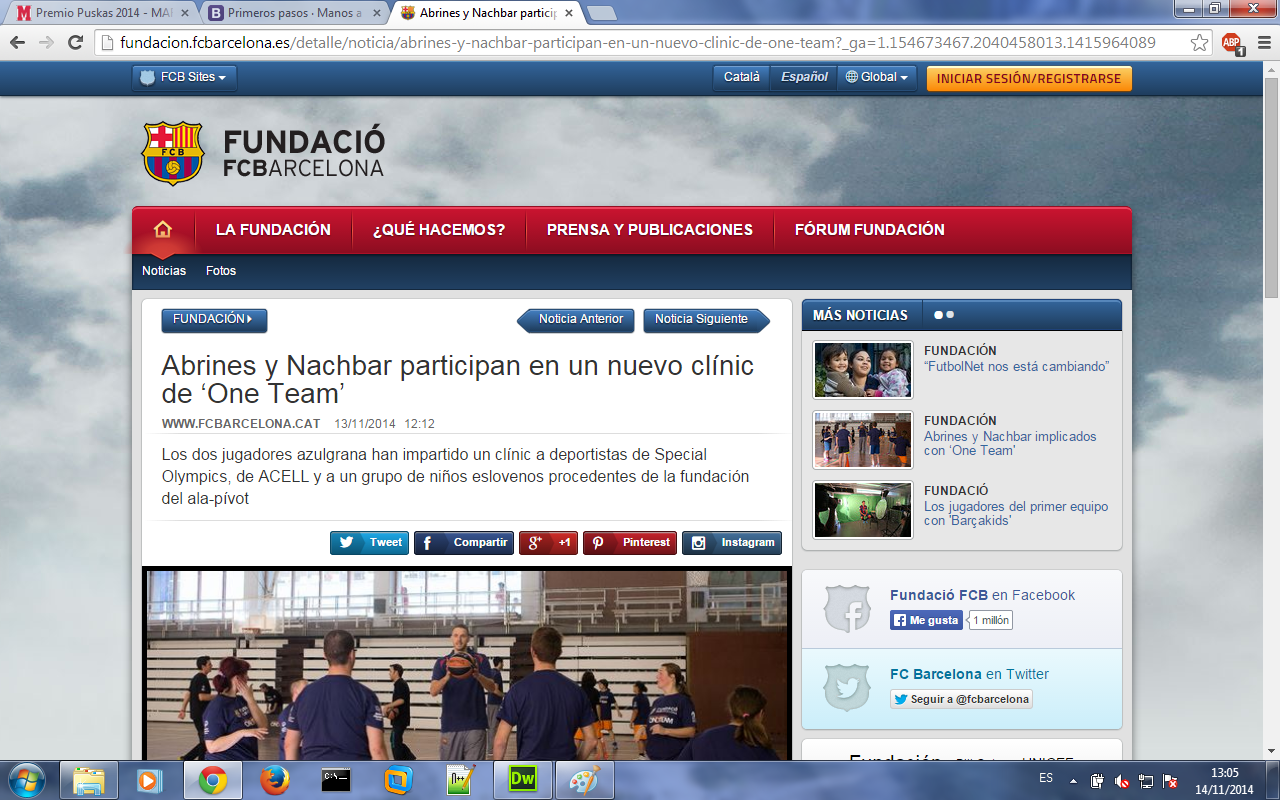 Premio Puskas 2014 - MA
Primeros pasos · Manos a
Abrines y Nachbar particip
fundacion.fcbarcelona.es/detalle/noticia/abrines-y-nachbar-participan-en-un-nuevo-clinic-de-one-team?_ga=1.154673467.2040458013.1415964089
ABP
1
FCB Sites
Català
Español
Global
INICIAR SESIÓN/REGISTRARSE
FCB
FUNDACIÓ
FCBARCELONA
LA FUNDACIÓN
¿QUÉ HACEMOS?
PRENSA Y PUBLICACIONES
FÓRUM FUNDACIÓN
Noticias
Fotos
FUNDACIÓN
Noticia Anterior
Noticia Siguiente
Abrines y Nachbar participan en un nuevo clínic
de ‘One Team’
WWW.FCBARCELONA.CAT 13/11/2014 12:12
Los dos jugadores azulgrana han impartido un clínic a deportistas de Special
Olympics, de ACELL y a un grupo de niños eslovenos procedentes de la fundación
del ala-pívot
Tweet
Compartir
+1
Pinterest
Instagram
MÁS NOTICIAS
FUNDACIÓN
“FutbolNet nos está cambiando”
FUNDACIÓN
Abrines y Nachbar implicados
con 'One Team'
FUNDACIÓ
Los jugadores del primer equipo
con 'Barçakids'
Fundació FCB en Facebook
Me gusta
1 millón
FC Barcelona en Twitter
Seguir a @fcbarcelona
ES
13:05
14/11/2014
Dw